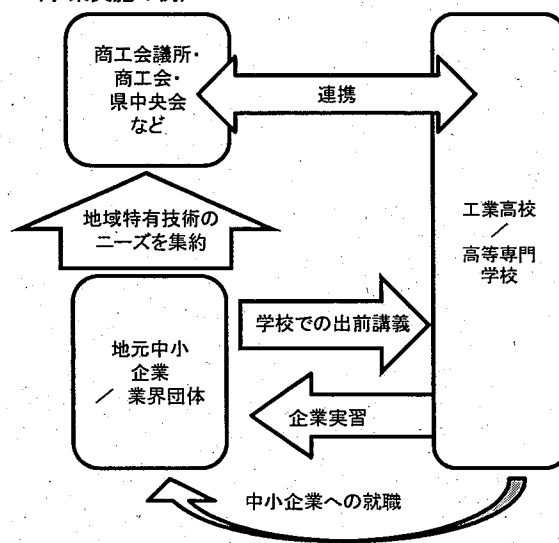 商工会議所・
商工会・
県中央会
など
連携
地域特有技術の
ニーズを集約
工業高校
／
高等専門
学校
学校での出前講義
地元中小
企業
／ 業界団体
企業実習
中小企業への就職